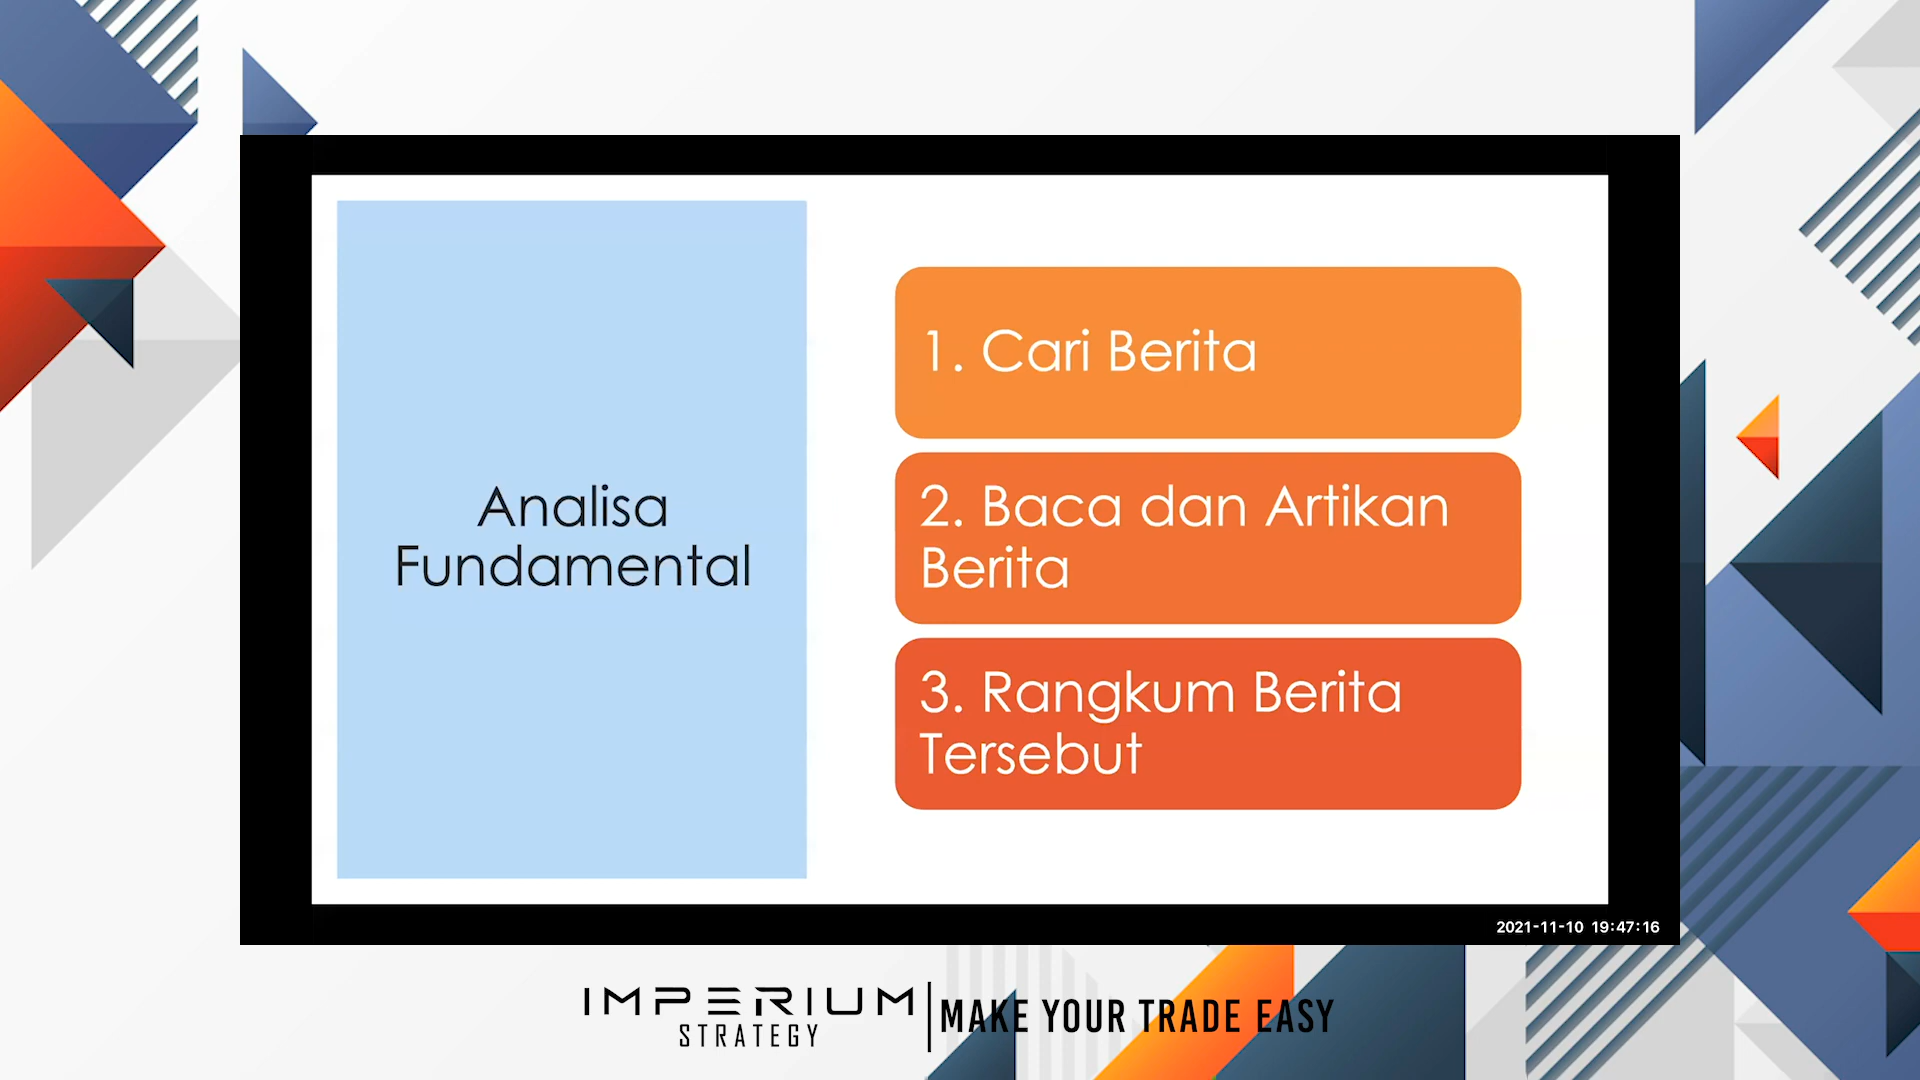 Analisa
Fundamental
1. Cari Berita
2. Baca dan Artikan
Berita
3. Rangkum Berita
Tersebut
2021-11-10 19:47:16
IMPERIUM
STRATEGY
MAKE YOUR TRADE EASY